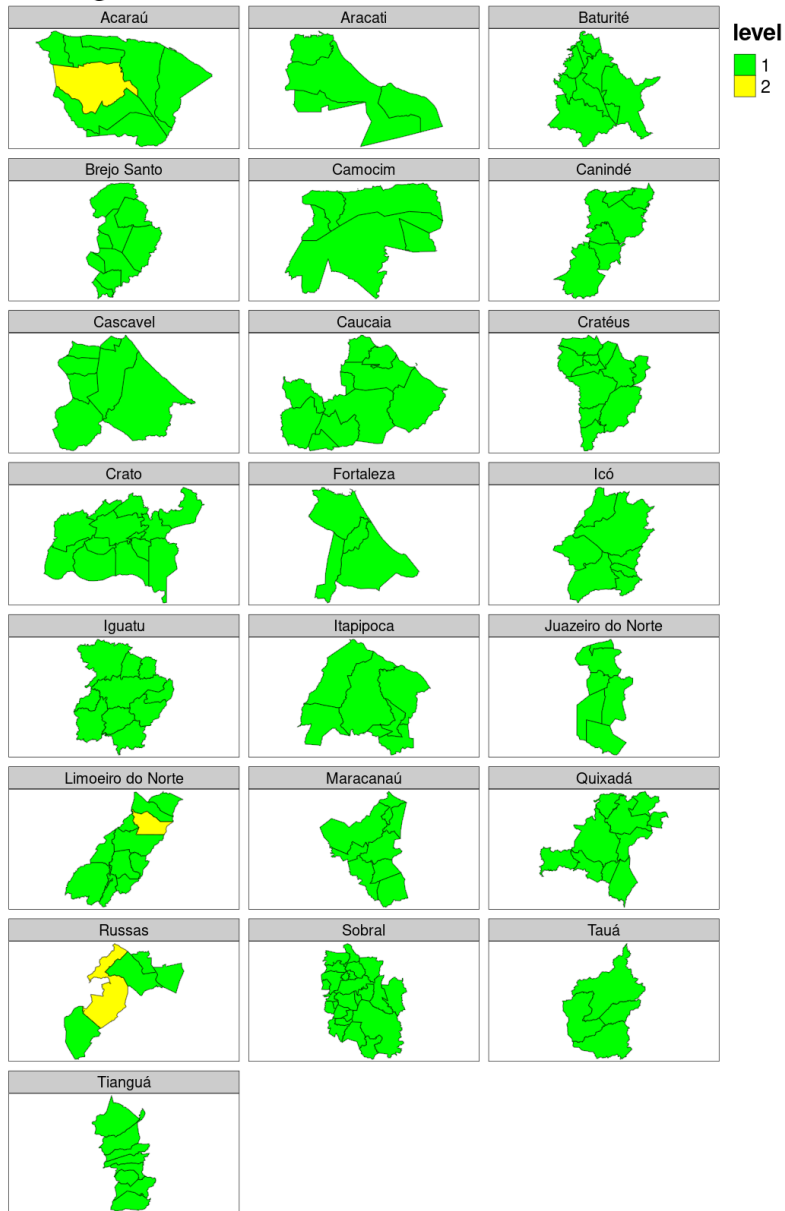 Acaraú
Aracati
Baturité
level
1
2
Brejo Santo
Camocim
Canindé
Cascavel
Caucaia
Cratéus
Crato
Fortaleza
Icó
Iguatu
Itapipoca
Juazeiro do Norte
Limoeiro do Norte
Maracanaú
Quixadá
Russas
Sobral
Tauá
Tianguá